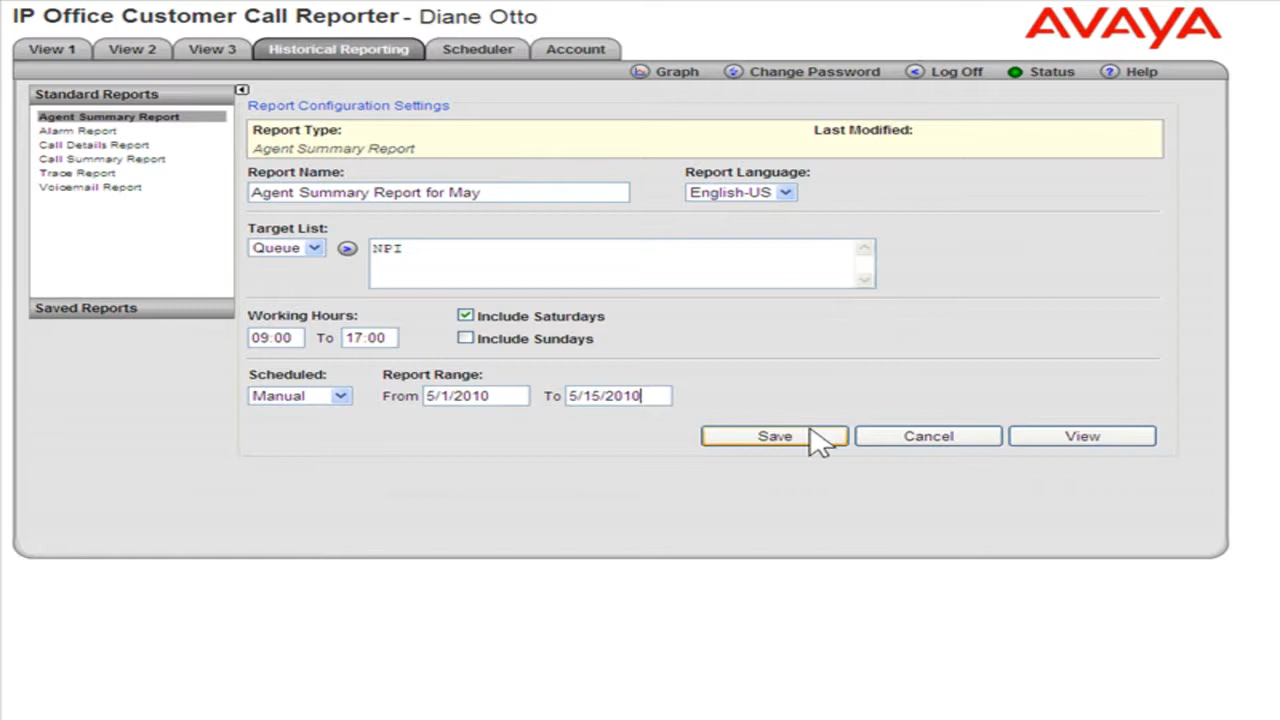 IP Office Customer Call Reporter - Diane Otto
AVAYA
View 1 View 2 View 3 Historical Reporting Scheduler Account
Graph Change Password Log Off Status ? Help
Standard Reports
Agent Summary Report
Alarm Report
Call Details Report
Call Summary Report
Trace Report
Voicemail Report
Saved Reports
Report Configuration Settings
Report Type: Last Modified:
Agent Summary Report
Report Name: Report Language:
Agent Summary Report for May English-US
Target List:
Queue > NPI
Working Hours: Include Saturdays
09:00 To 17:00 Include Sundays
Scheduled: Report Range:
Manual From 5/1/2010 To 5/15/2010
Save Cancel View